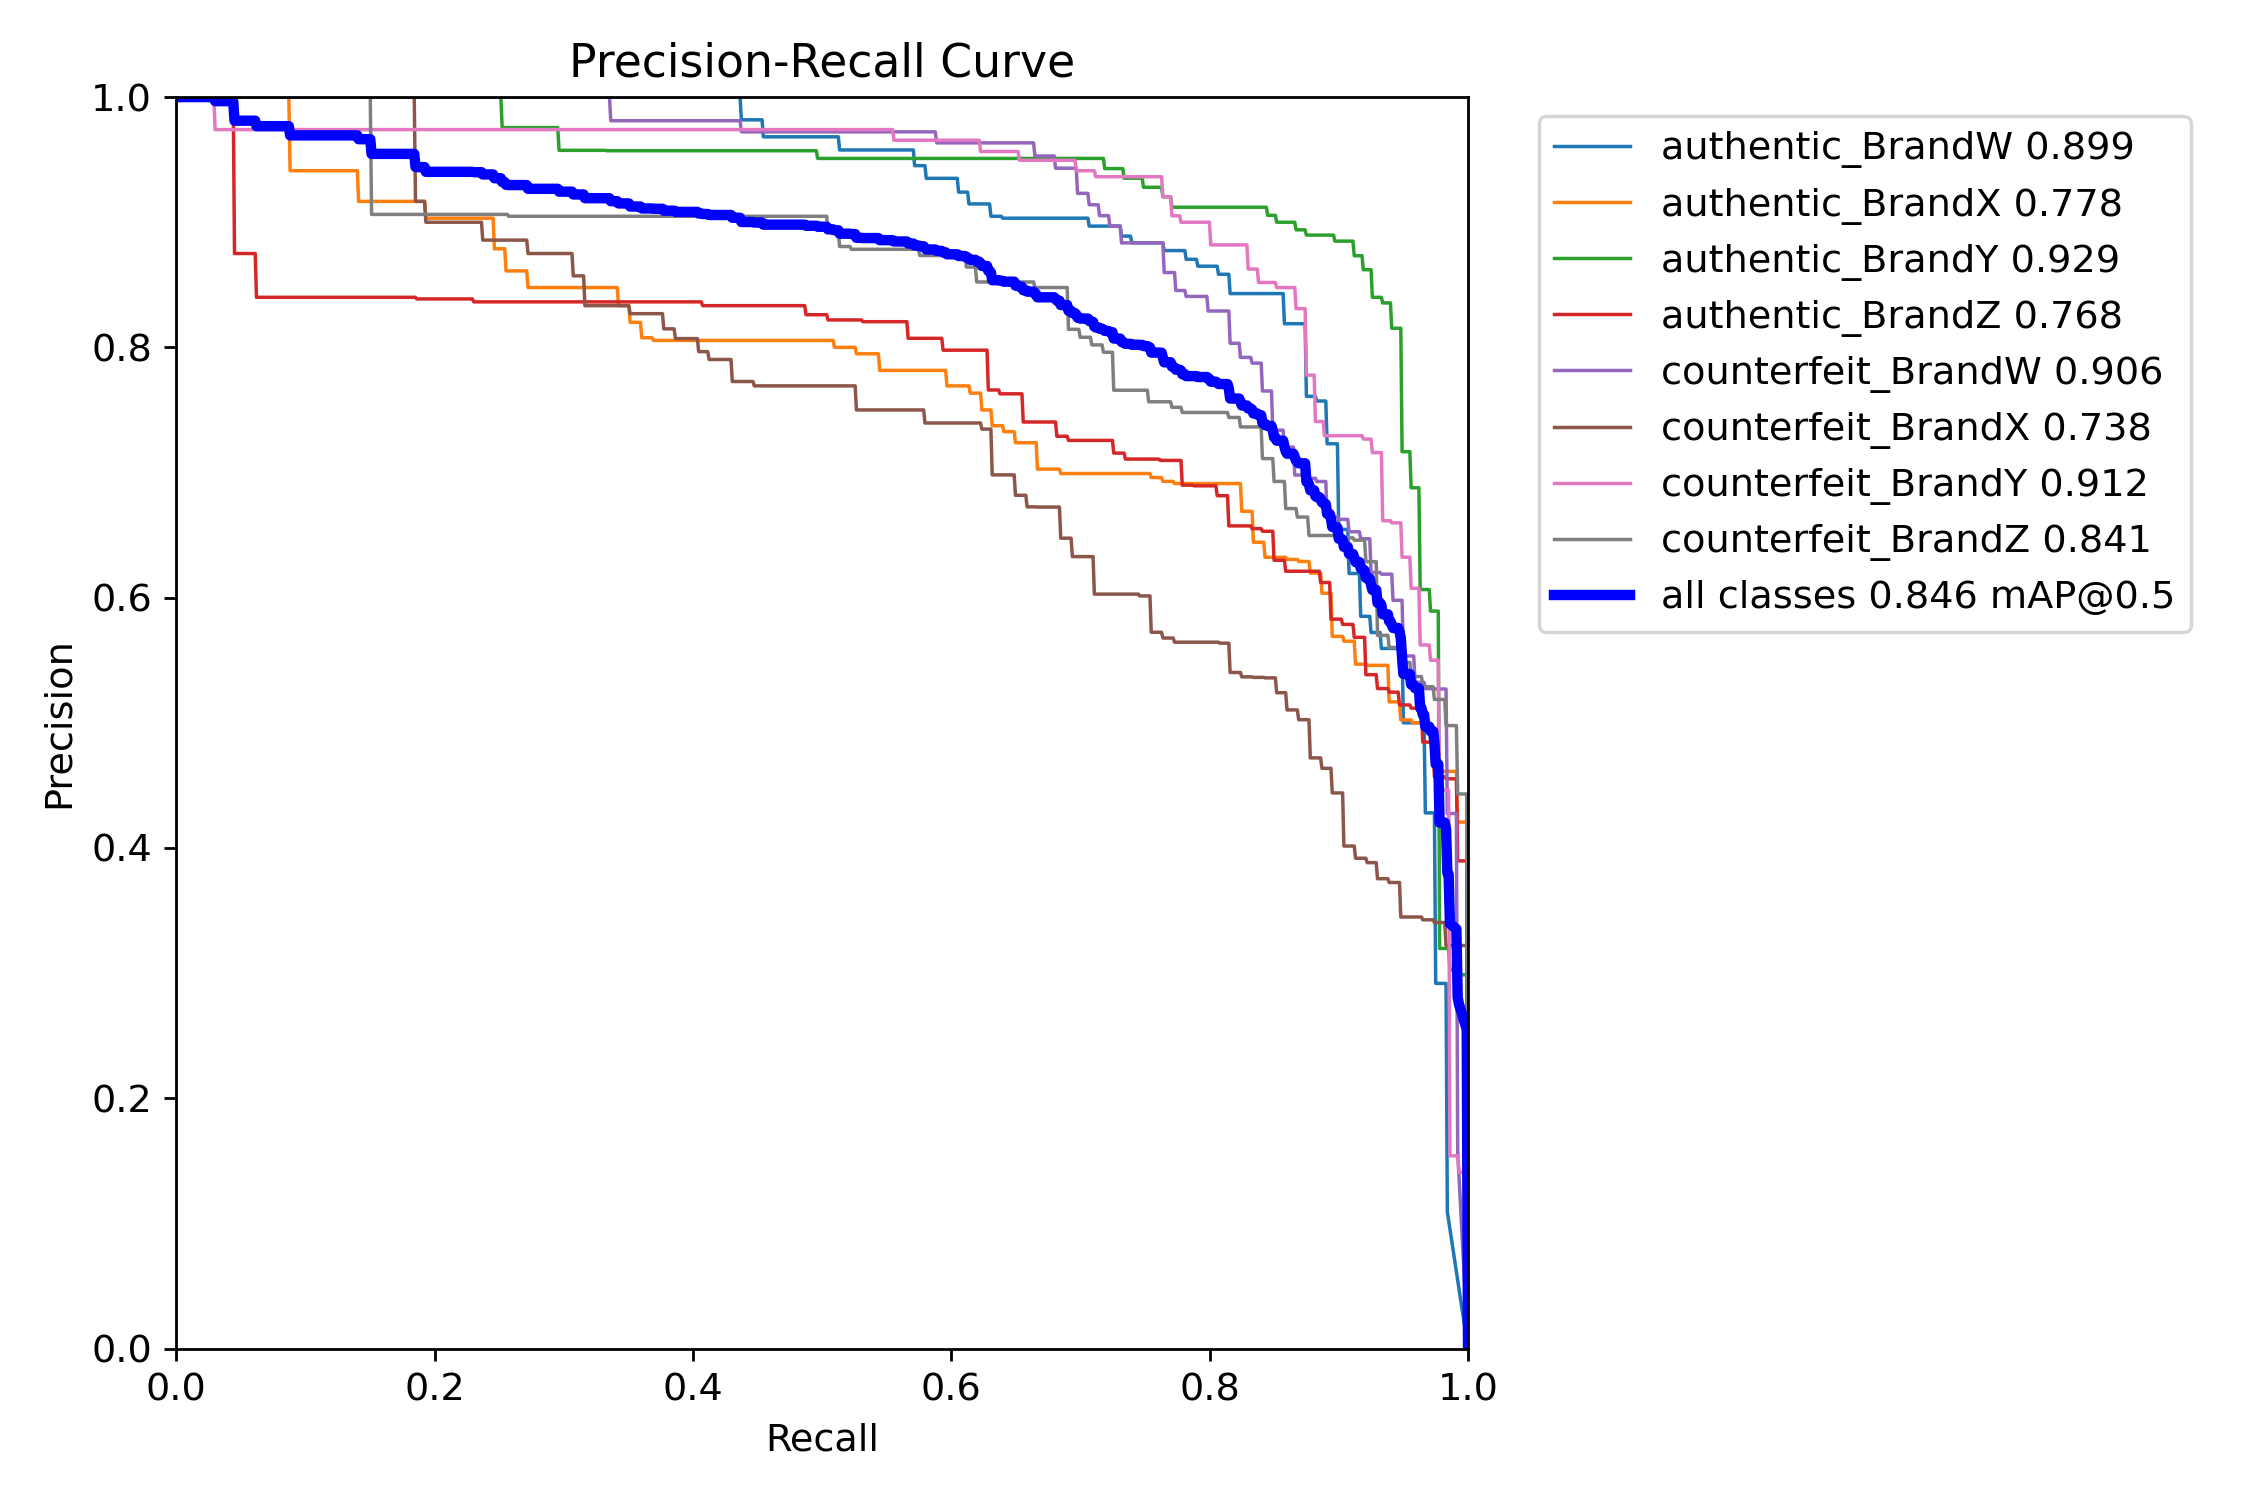 Precision-Recall Curve
1.0
0.8
0.6
0.4
0.2
0.0
Precision
0.0 0.2 0.4 0.6 0.8 1.0
Recall
authentic_BrandW 0.899
authentic_BrandX 0.778
authentic_BrandY 0.929
authentic_BrandZ 0.768
counterfeit_BrandW 0.906
counterfeit_BrandX 0.738
counterfeit_BrandY 0.912
counterfeit_BrandZ 0.841
all classes 0.846 mAP@0.5